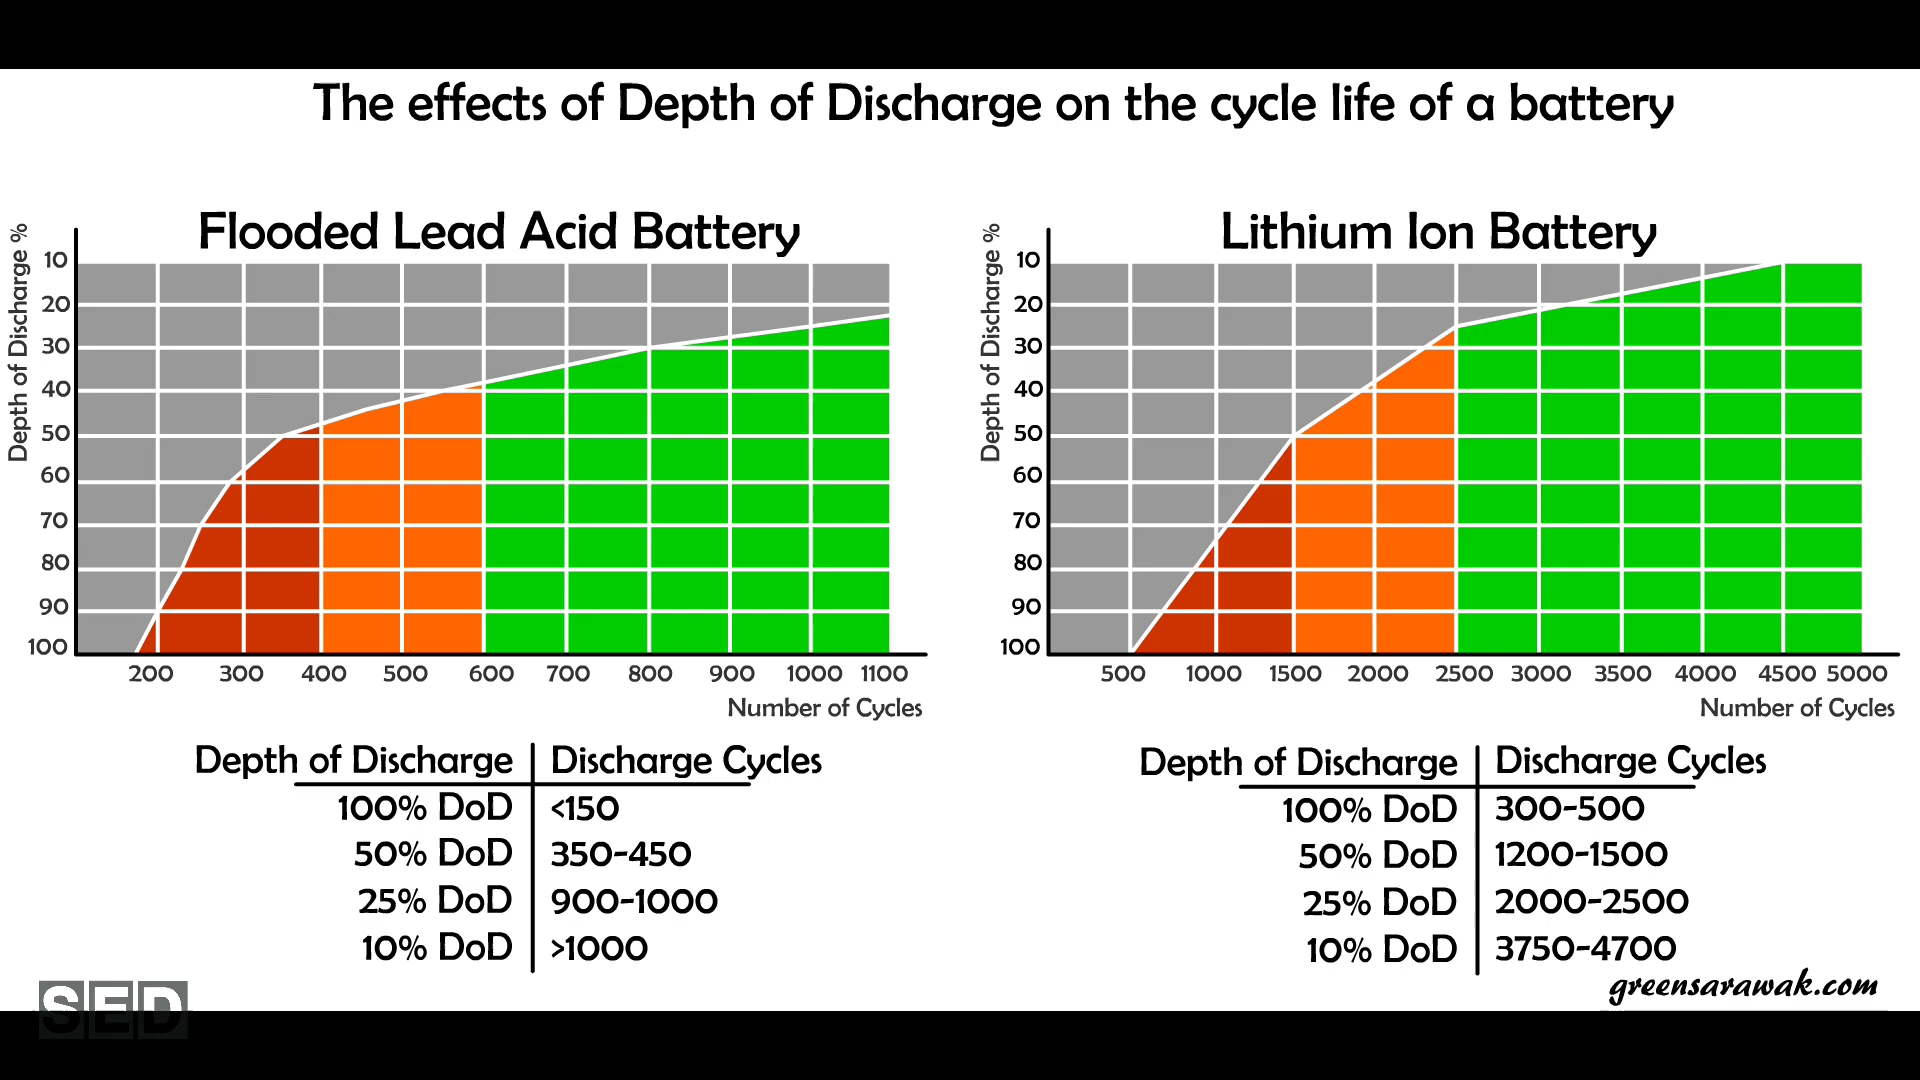 The effects of Depth of Discharge on the cycle life of a battery
Flooded Lead Acid Battery
Depth of Discharge %
10
20
30
40
50
60
70
80
90
100
200 300 400 500 600 700 800 900 1000 1100
Number of Cycles
Depth of Discharge Discharge Cycles
100% DoD <150
50% DoD 350-450
25% DoD 900-1000
10% DoD >1000
Lithium Ion Battery
Depth of Discharge %
10
20
30
40
50
60
70
80
90
100
500 1000 1500 2000 2500 3000 3500 4000 4500 5000
Number of Cycles
Depth of Discharge Discharge Cycles
100% DoD 300-500
50% DoD 1200-1500
25% DoD 2000-2500
10% DoD 3750-4700
greensarawak.com
SED